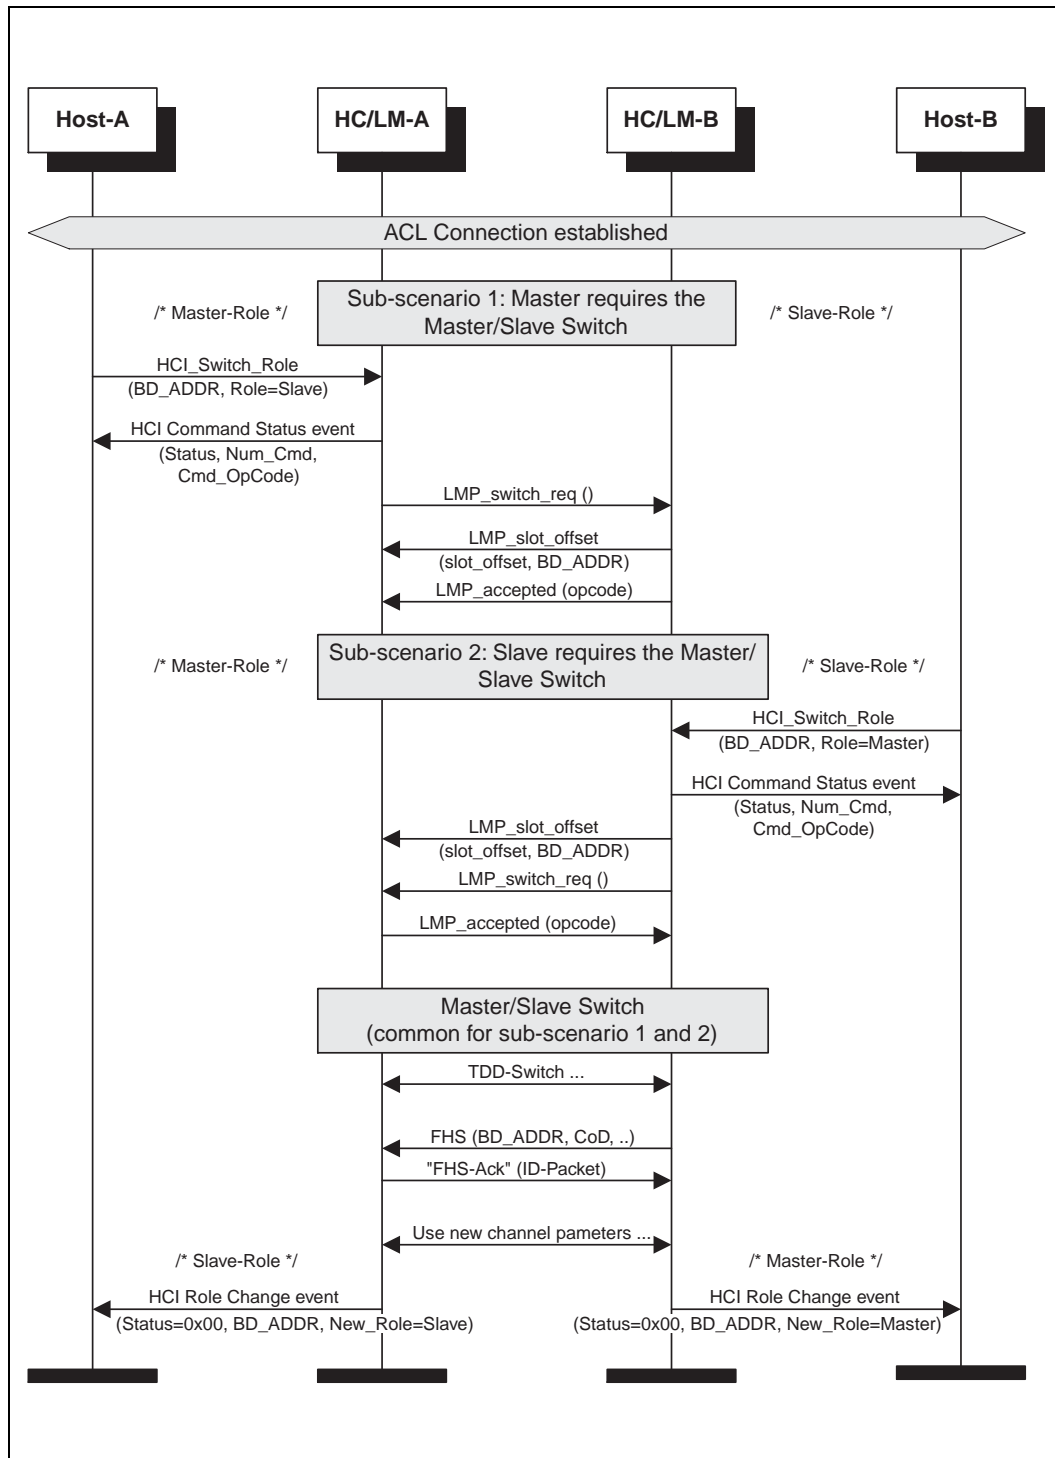 Host-A
HC/LM-A
HC/LM-B
Host-B
ACL Connection established
/* Master-Role */
Sub-scenario 1: Master requires the
Master/Slave Switch
/* Slave-Role */
HCI_Switch_Role
(BD_ADDR, Role=Slave)
HCI Command Status event
(Status, Num_Cmd,
Cmd_OpCode)
LMP_switch_req ()
LMP_slot_offset
(slot_offset, BD_ADDR)
LMP_accepted (opcode)
/* Master-Role */
Sub-scenario 2: Slave requires the Master/
Slave Switch
/* Slave-Role */
HCI_Switch_Role
(BD_ADDR, Role=Master)
HCI Command Status event
(Status, Num_Cmd,
Cmd_OpCode)
LMP_slot_offset
(slot_offset, BD_ADDR)
LMP_switch_req ()
LMP_accepted (opcode)
Master/Slave Switch
(common for sub-scenario 1 and 2)
TDD-Switch ...
FHS (BD_ADDR, CoD, ..)
"FHS-Ack" (ID-Packet)
Use new channel pameters ...
/* Slave-Role */
/* Master-Role */
HCI Role Change event
(Status=0x00, BD_ADDR, New_Role=Slave)
HCI Role Change event
(Status=0x00, BD_ADDR, New_Role=Master)